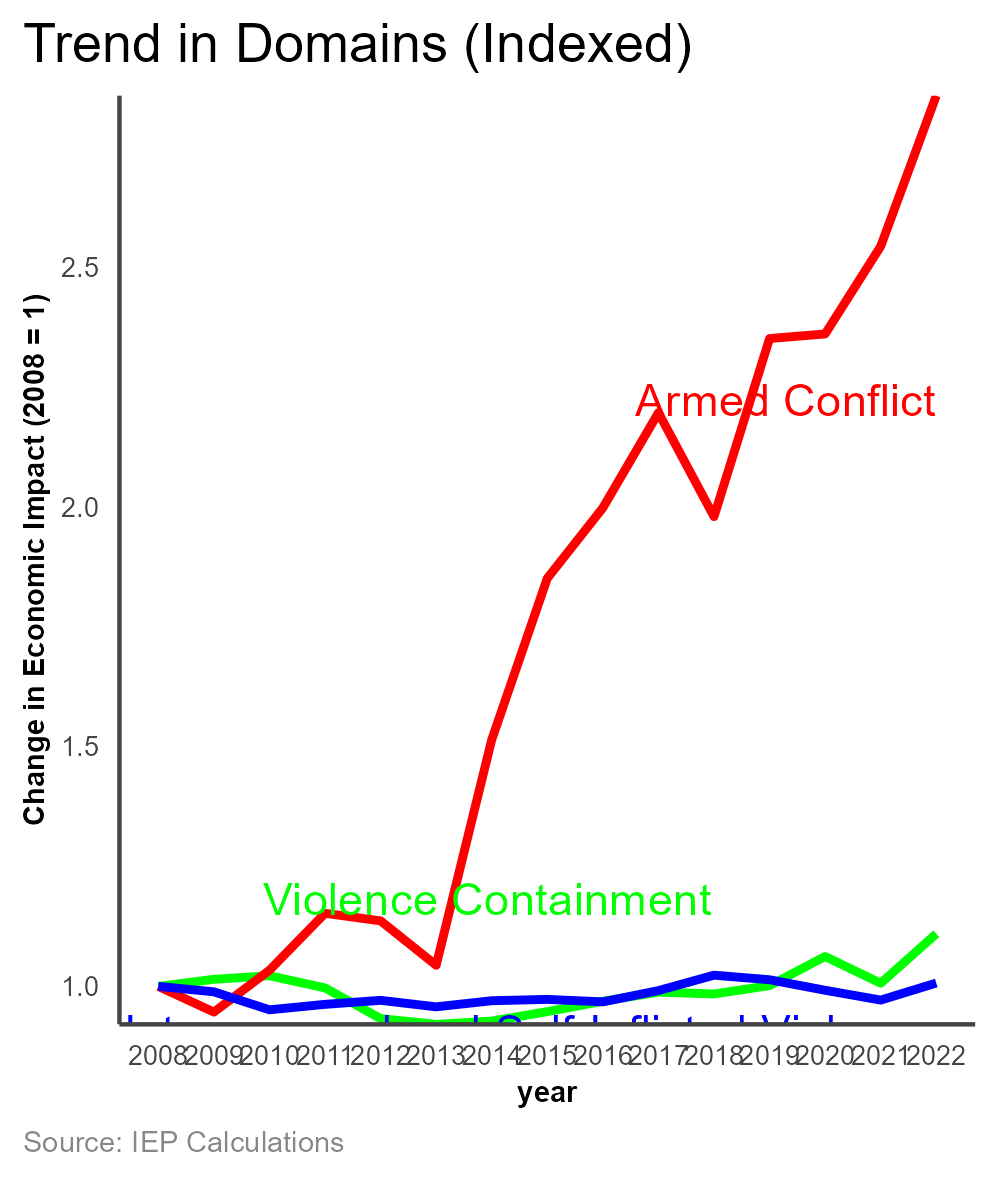 Trend in Domains (Indexed)
Change in Economic Impact (2008 = 1)
2.5
2.0
1.5
1.0
Armed Conflict
Violence Containment
2008 2009 2010 2011 2012 2013 2014 2015 2016 2017 2018 2019 2020 2021 2022
year
Source: IEP Calculations